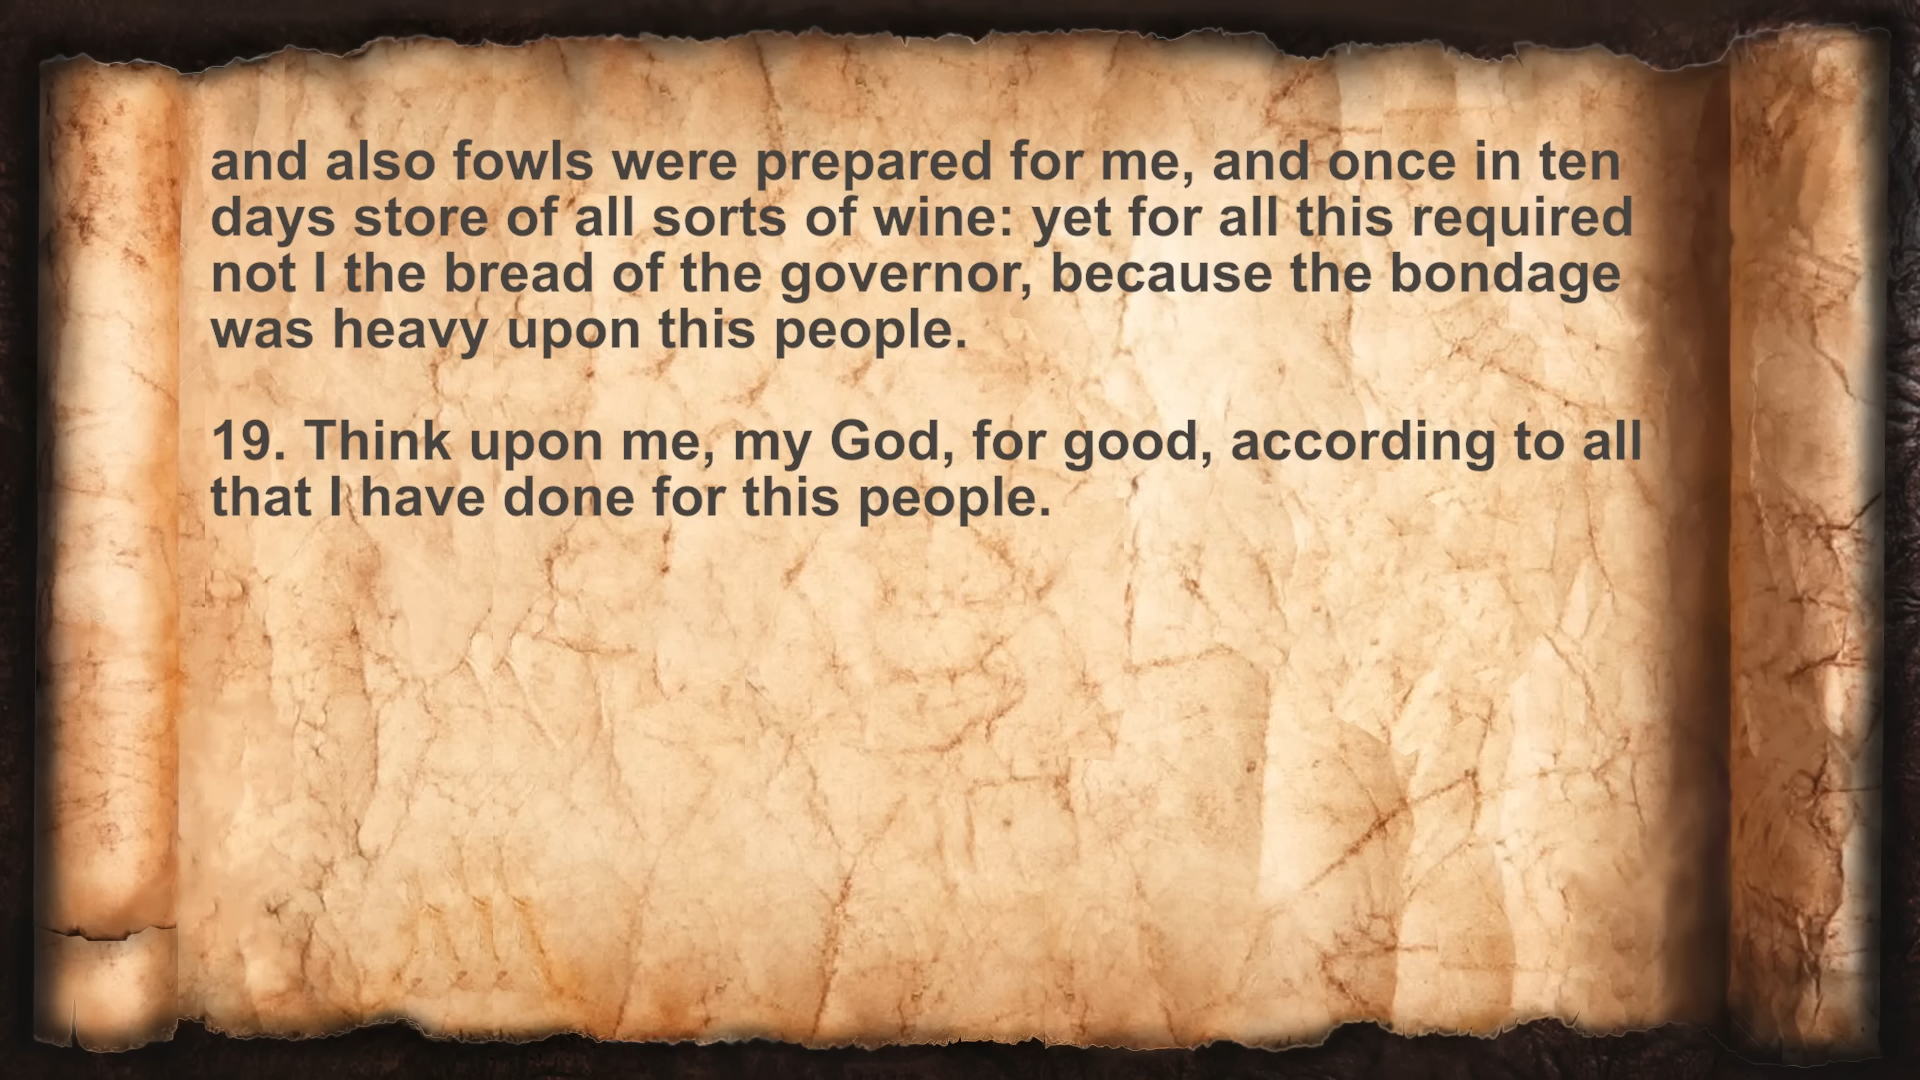 and also fowls were prepared for me, and once in ten
days store of all sorts of wine: yet for all this required
not I the bread of the governor, because the bondage
was heavy upon this people.
19. Think upon me, my God, for good, according to all
that I have done for this people.